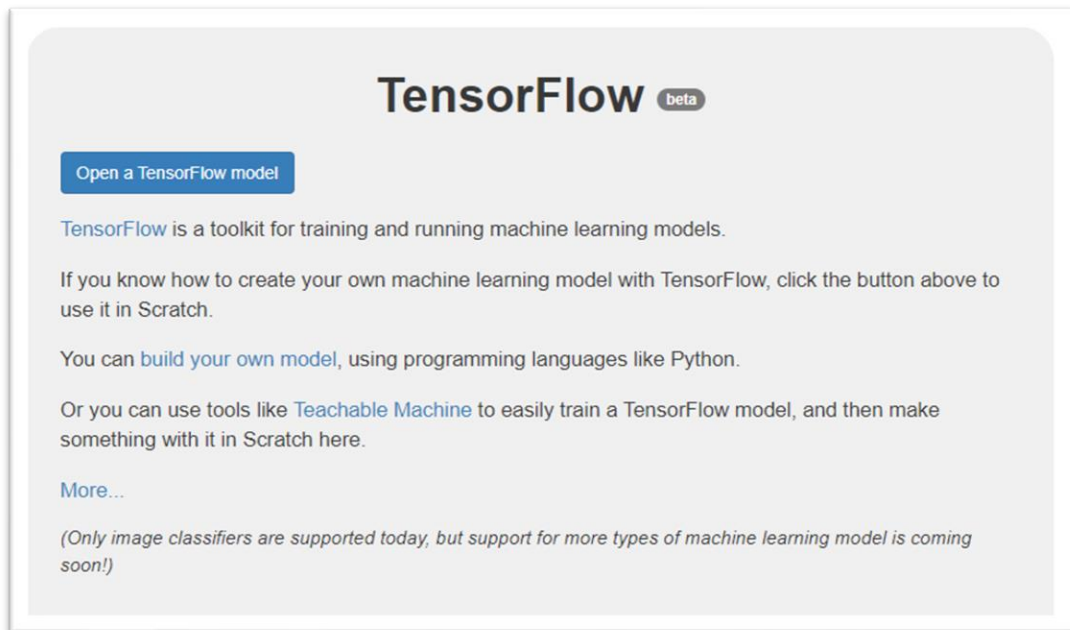 TensorFlow beta
Open a TensorFlow model
TensorFlow is a toolkit for training and running machine learning models.
If you know how to create your own machine learning model with TensorFlow, click the button above to
use it in Scratch.
You can build your own model, using programming languages like Python.
Or you can use tools like Teachable Machine to easily train a TensorFlow model, and then make
something with it in Scratch here.
More...
(Only image classifiers are supported today, but support for more types of machine learning model is coming
soon!)